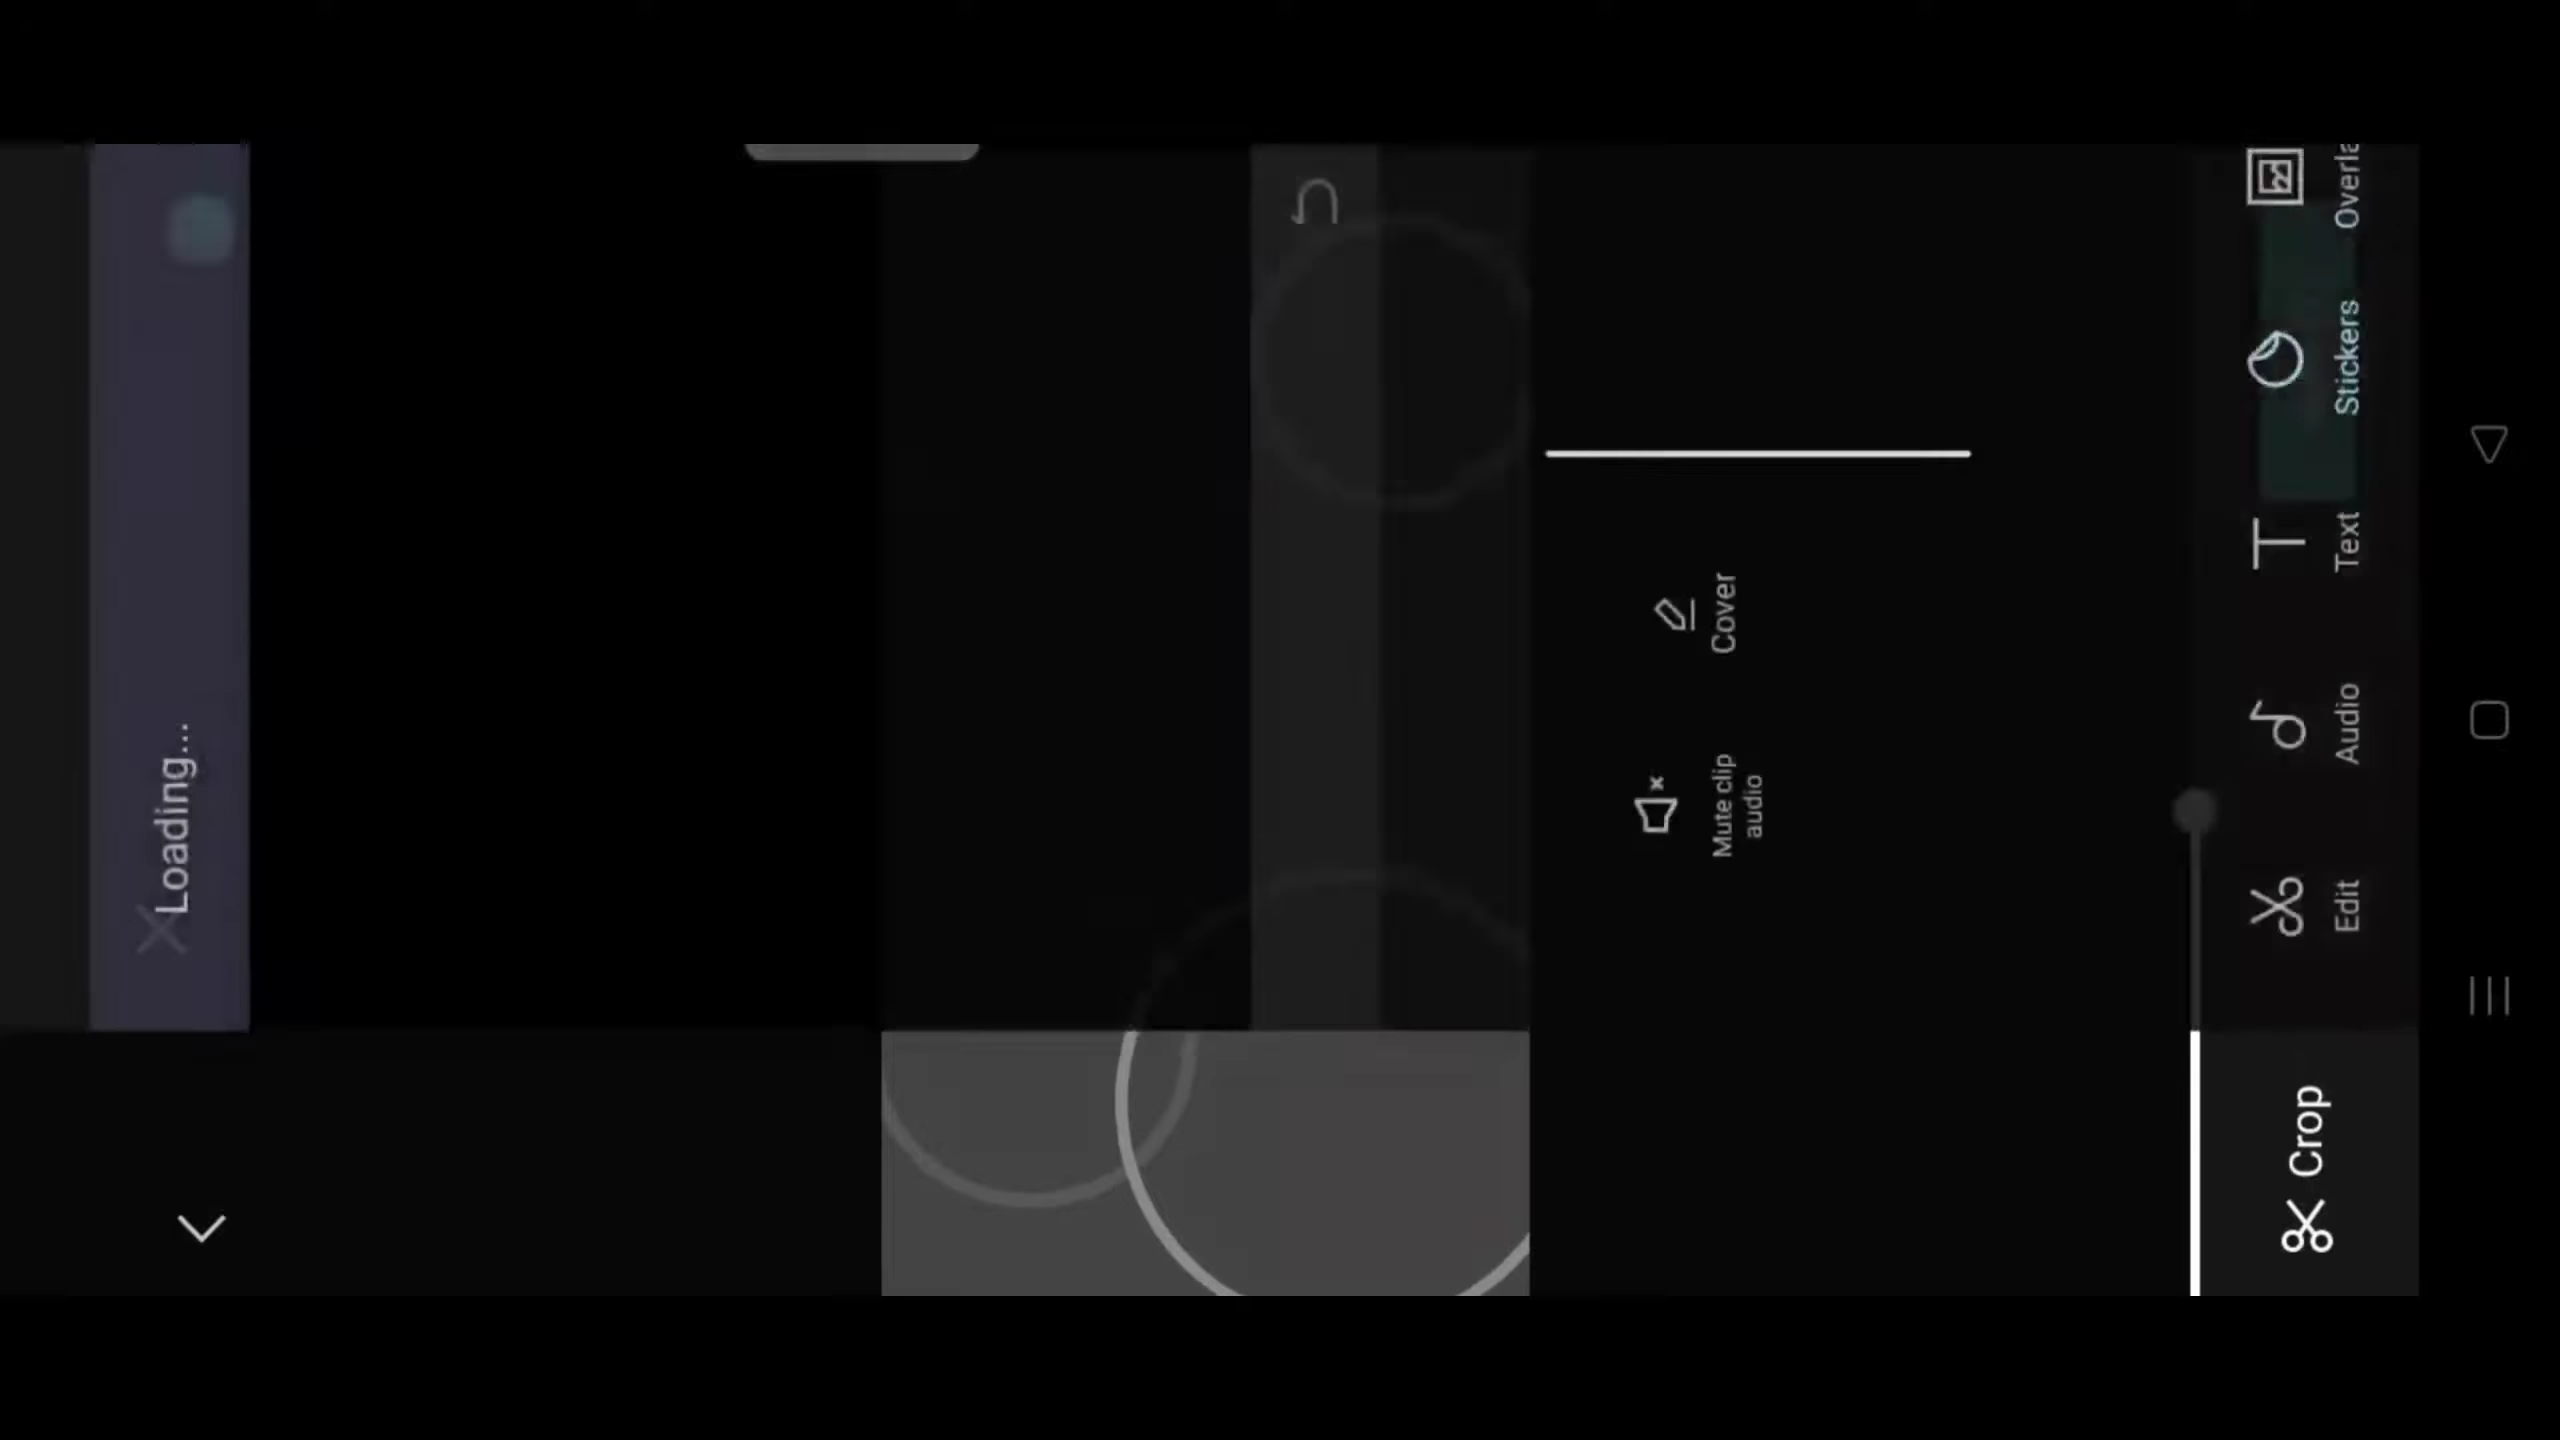 Loading...
Cover
Mute clip
audio
Crop
Edit
Audio
Text
Stickers
Overla